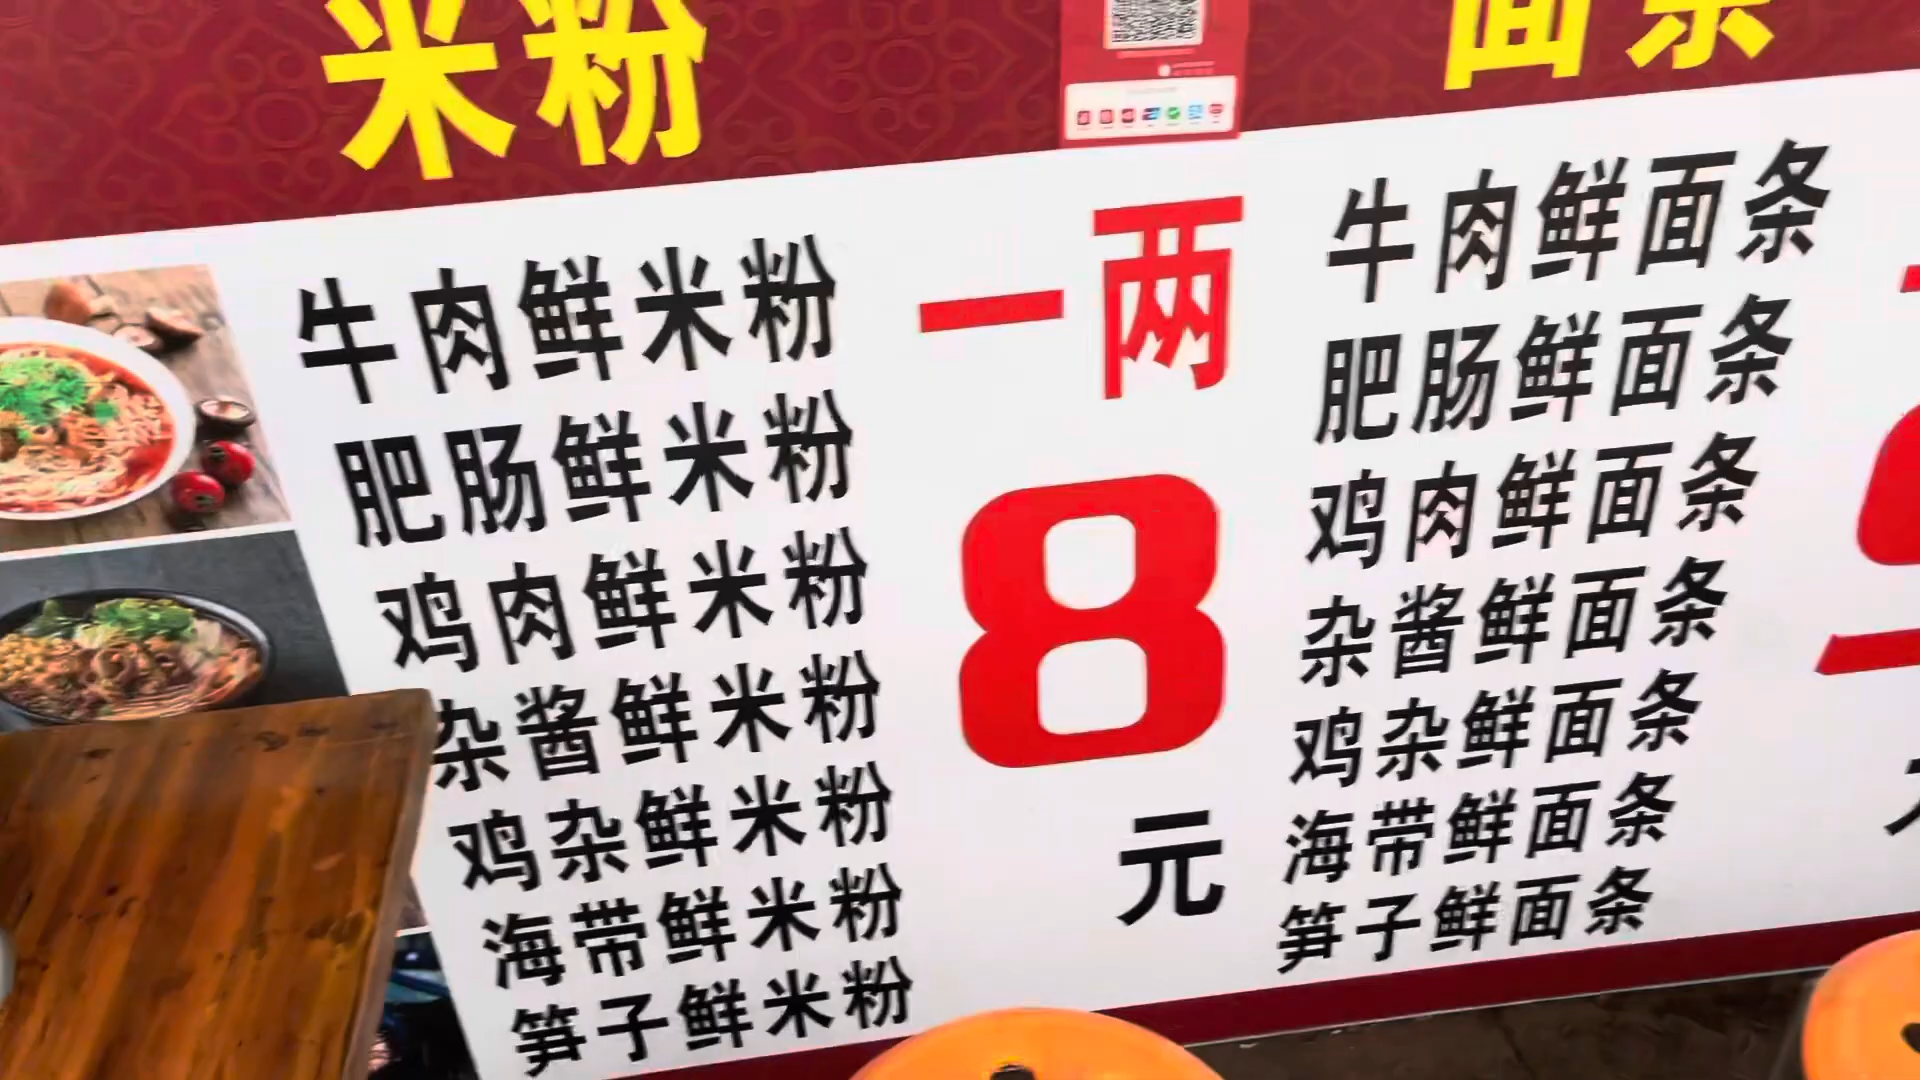 米粉
面条
牛肉鲜米粉
肥肠鲜米粉
鸡肉鲜米粉
杂酱鲜米粉
鸡杂鲜米粉
海带鲜米粉
笋子鲜米粉
一两
8
元
牛肉鲜面条
肥肠鲜面条
鸡肉鲜面条
杂酱鲜面条
鸡杂鲜面条
海带鲜面条
笋子鲜面条